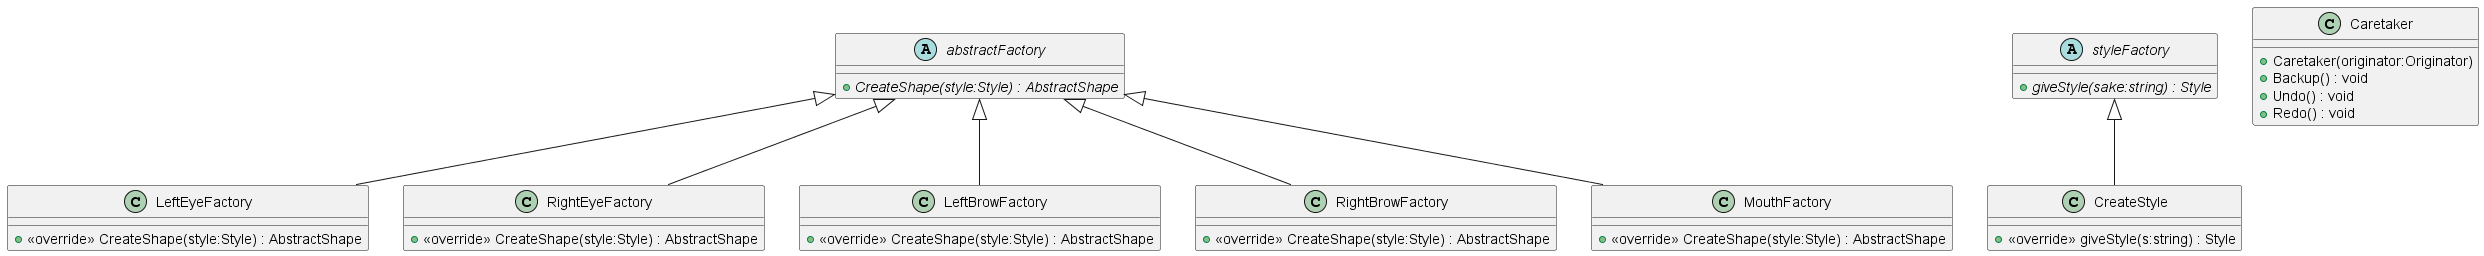 A abstractFactory
CreateShape(style:Style) : AbstractShape
A styleFactory
giveStyle(sake:string) : Style
C Caretaker
Caretaker(originator:Originator)
Backup() : void
Undo() : void
Redo() : void
C LeftEyeFactory
«override» CreateShape(style:Style) : AbstractShape
C RightEyeFactory
«override» CreateShape(style:Style) : AbstractShape
C LeftBrowFactory
«override» CreateShape(style:Style) : AbstractShape
C RightBrowFactory
«override» CreateShape(style:Style) : AbstractShape
C MouthFactory
«override» CreateShape(style:Style) : AbstractShape
C CreateStyle
«override» giveStyle(s:string) : Style